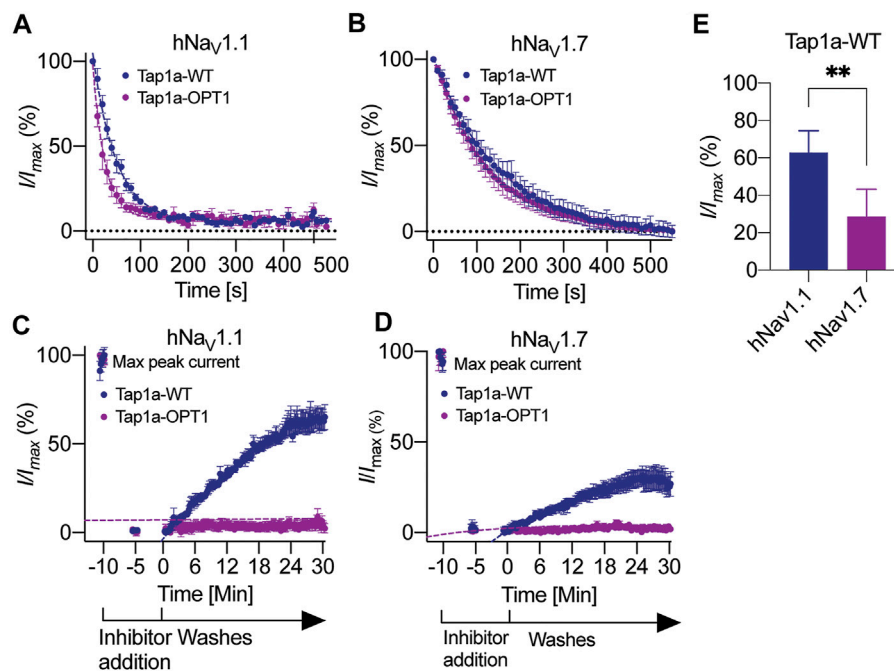 A
hNaV1.1
Tap1a-WT
Tap1a-OPT1
I/Imax (%)
100
50
0
0 100 200 300 400 500
Time [s]
B
hNaV1.7
Tap1a-WT
Tap1a-OPT1
I/Imax (%)
100
50
0
0 200 400
Time [s]
E
Tap1a-WT
**
I/Imax (%)
100
80
60
40
20
0
hNav1.1
hNav1.7
C
hNaV1.1
Max peak current
Tap1a-WT
Tap1a-OPT1
I/Imax (%)
100
50
0
-10 -5 0 6 12 18 24 30
Time [Min]
Inhibitor Washes
addition
D
hNaV1.7
Max peak current
Tap1a-WT
Tap1a-OPT1
I/Imax (%)
100
50
0
-10 -5 0 6 12 18 24 30
Time [Min]
Inhibitor Washes
addition